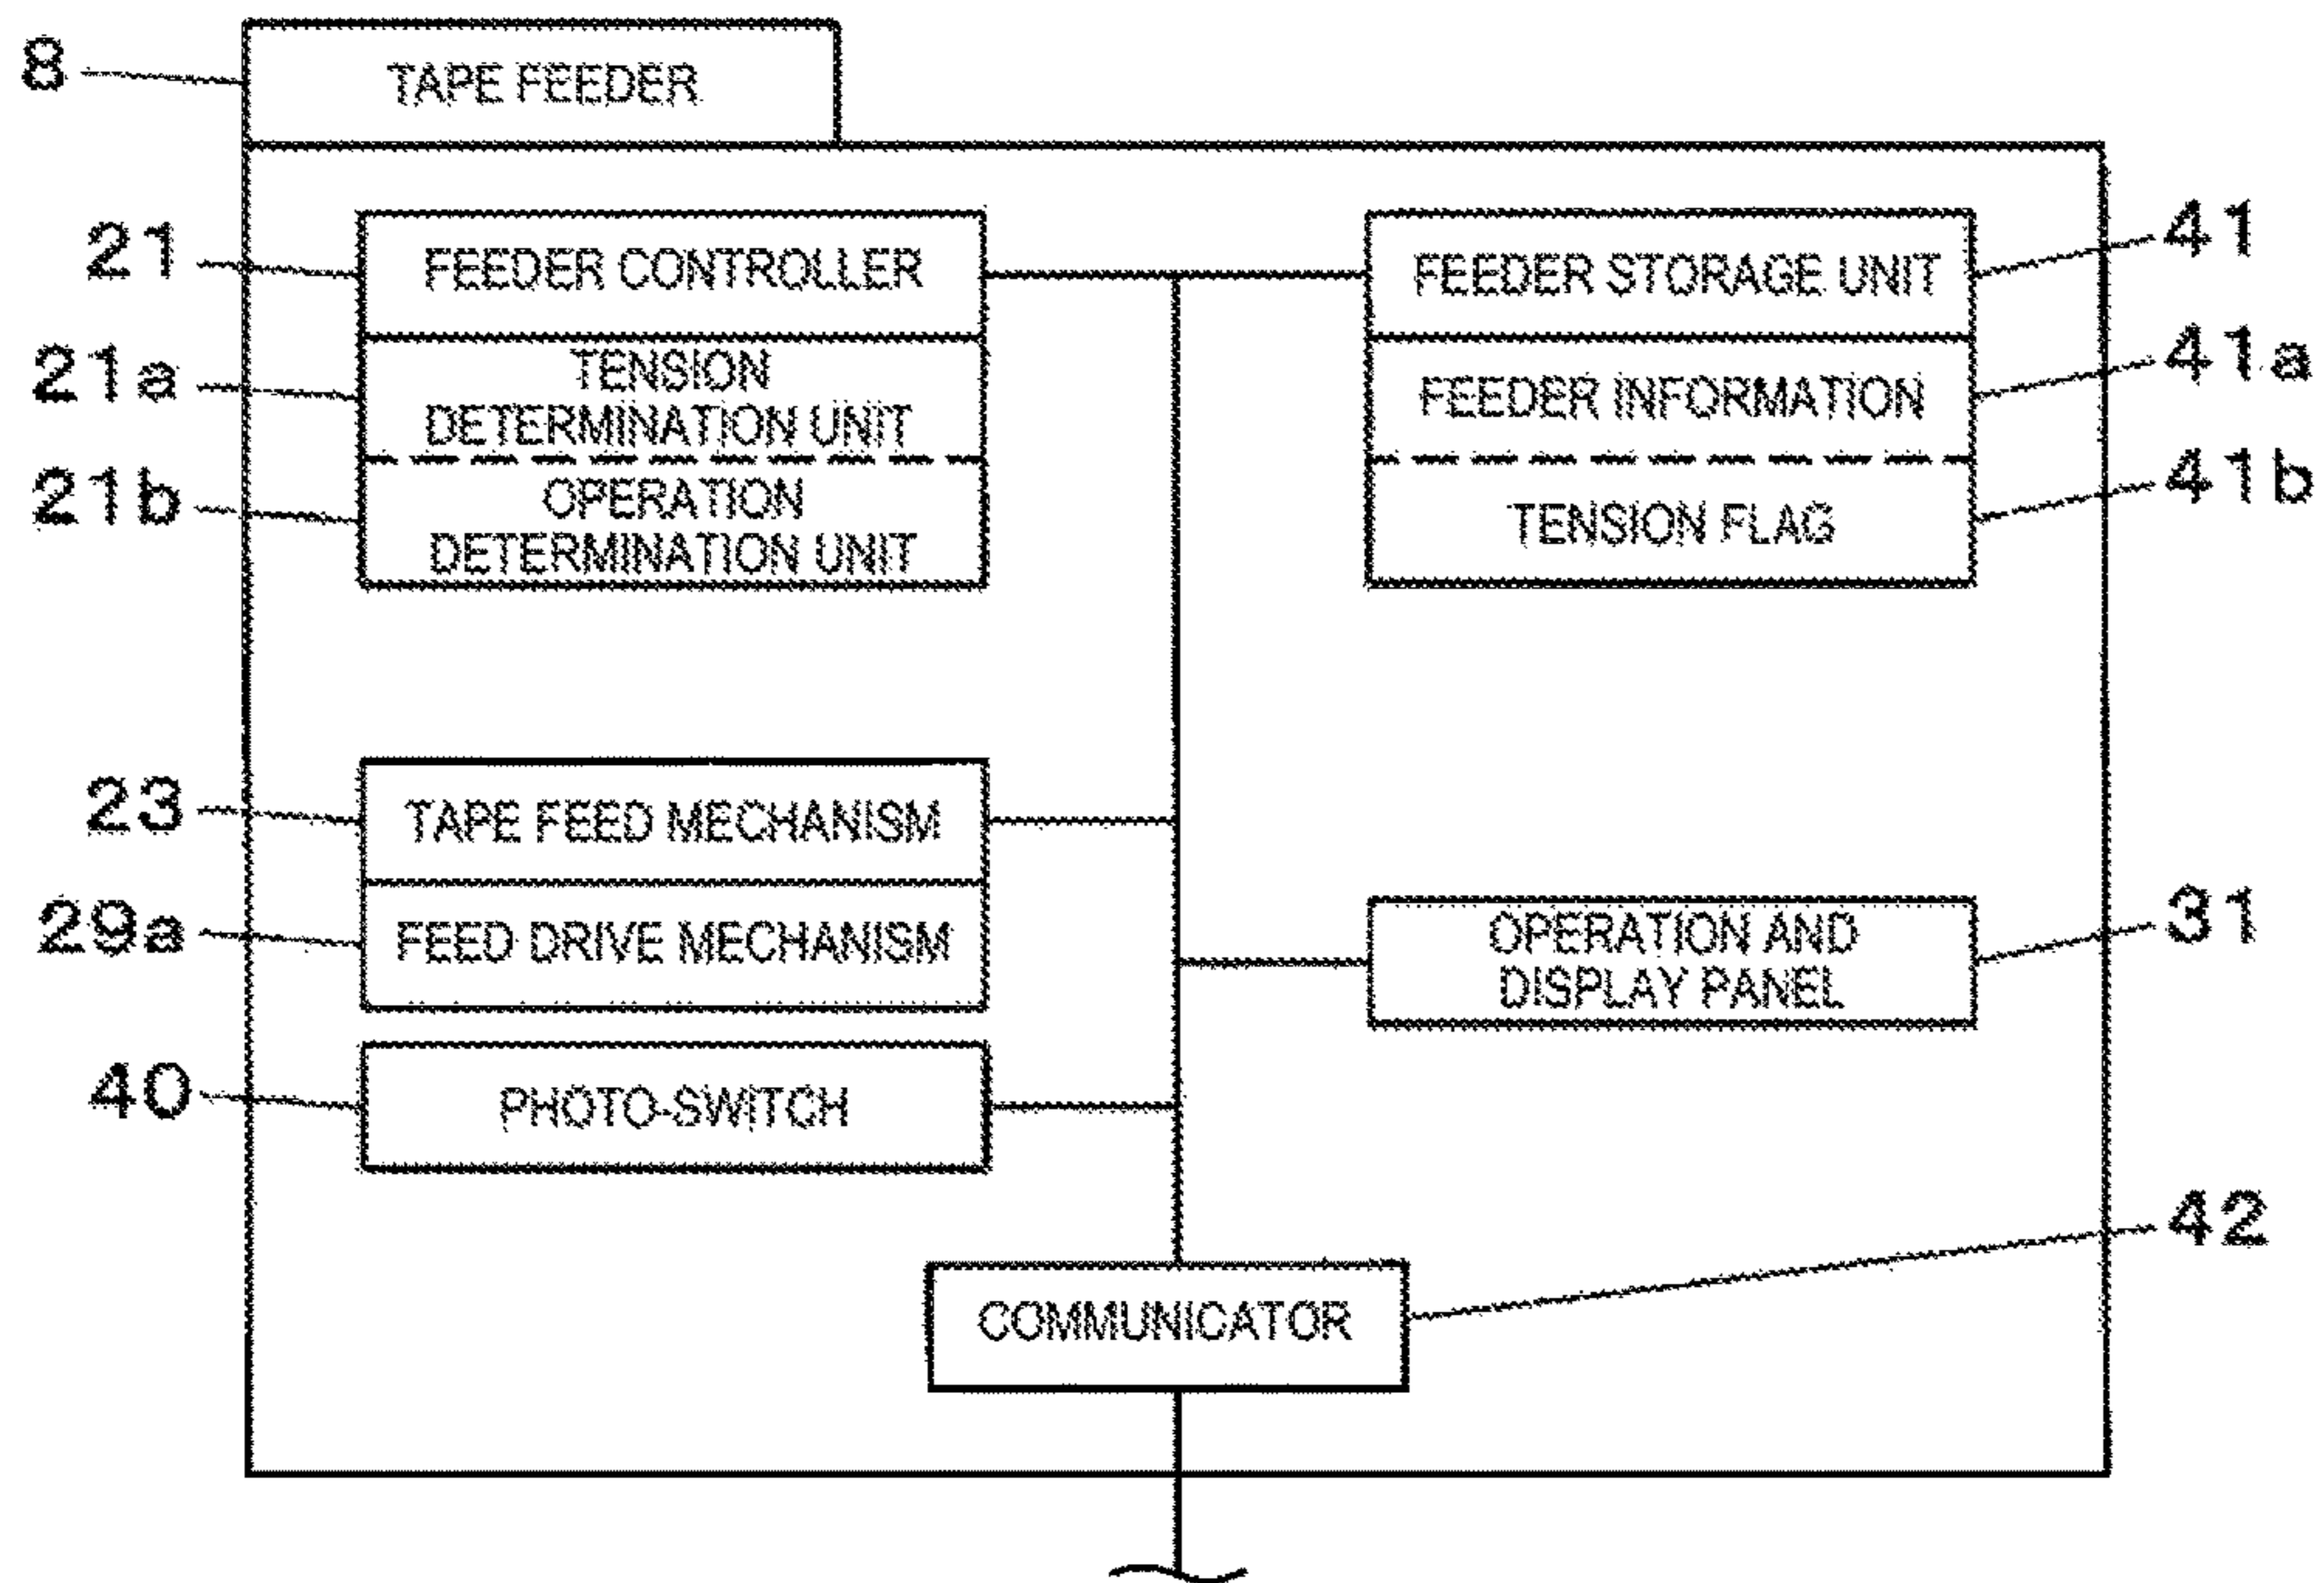 8
TAPE FEEDER
21
FEEDER CONTROLLER
21a
TENSION
DETERMINATION UNIT
21b
OPERATION
DETERMINATION UNIT
41
FEEDER STORAGE UNIT
41a
FEEDER INFORMATION
41b
TENSION FLAG
23
TAPE FEED MECHANISM
29a
FEED DRIVE MECHANISM
31
OPERATION AND
DISPLAY PANEL
40
PHOTO-SWITCH
42
COMMUNICATOR